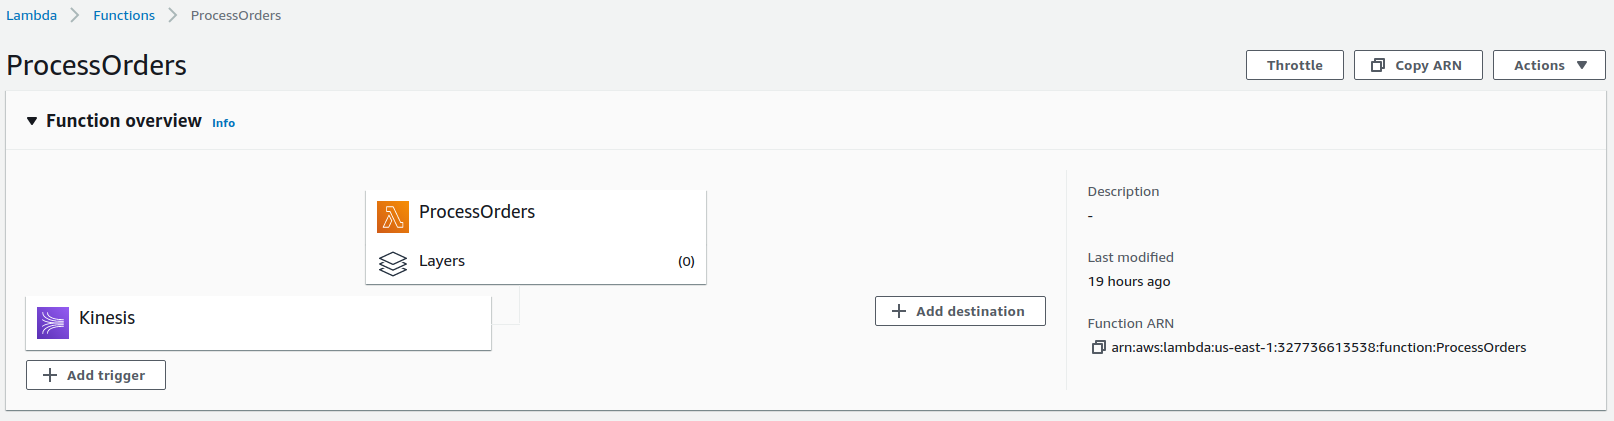 Lambda Functions ProcessOrders
ProcessOrders
Throttle Copy ARN Actions
Function overview Info
ProcessOrders
Layers (0)
Kinesis
Add trigger
Add destination
Description
-
Last modified
19 hours ago
Function ARN
arn:aws:lambda:us-east-1:327736613538:function:ProcessOrders